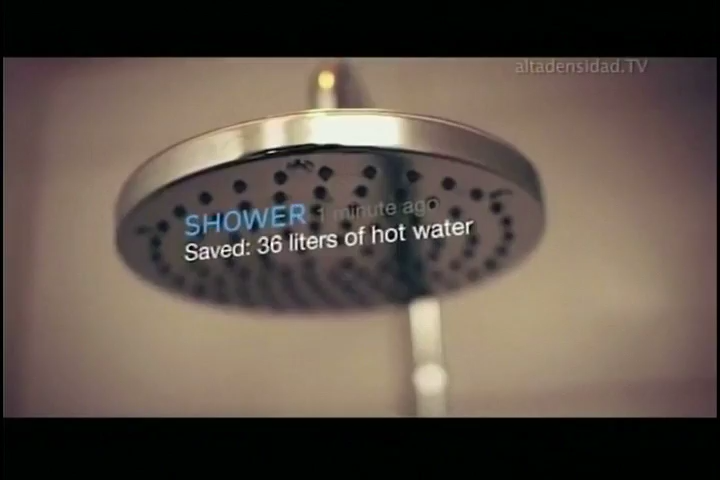 altadensidad.TV
SHOWER 1 minute ago
Saved: 36 liters of hot water